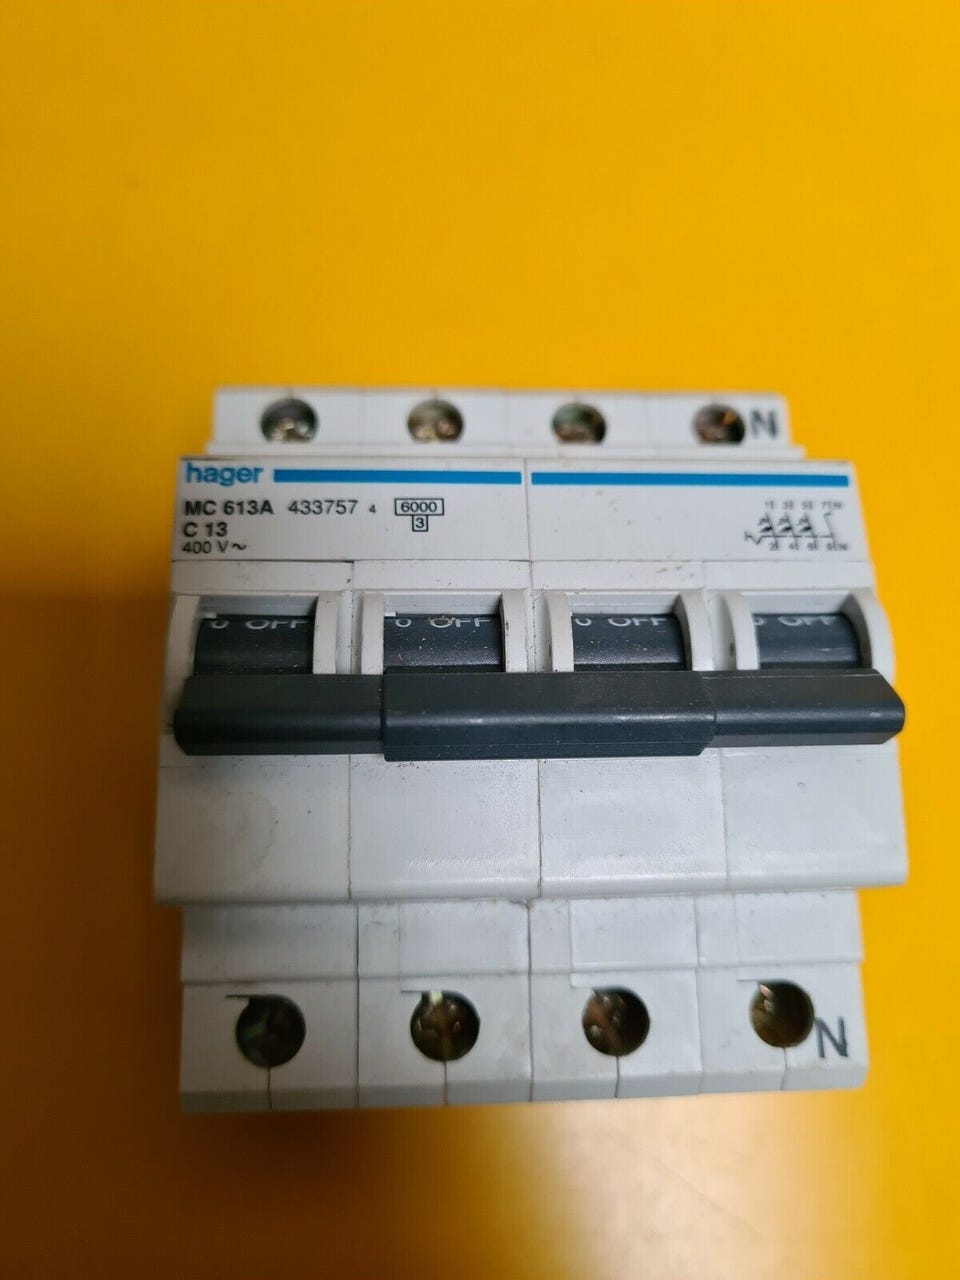 N
hager
MC 613A 433757 4 6000
3
C 13
400 V~
0 OFF 0 OFF 0 OFF 0 OFF
N